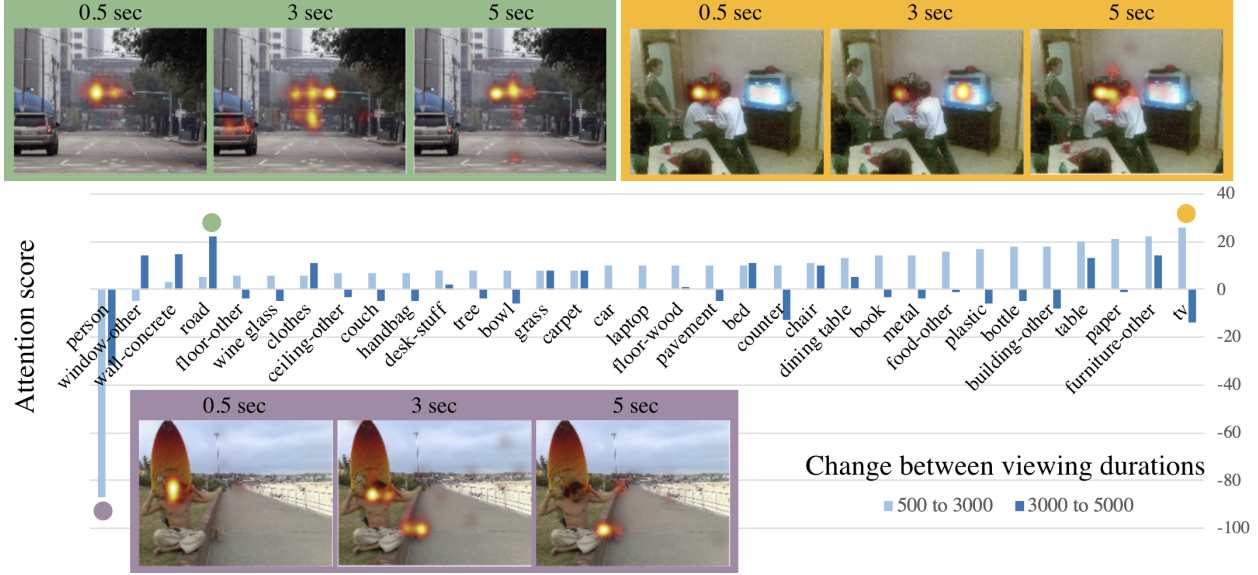 0.5 sec 3 sec 5 sec 0.5 sec 3 sec 5 sec
40
20
0
-20
-40
-60
-80
-100
Attention score
person
window-other
wall-concrete
road
floor-other
wine glass
clothes
ceiling-other
couch
handbag
desk-stuff
tree
bowl
grass
carpet
car
laptop
floor-wood
pavement
bed
counter
chair
dining table
book
metal
food-other
plastic
bottle
building-other
table
paper
furniture-other
tv
0.5 sec 3 sec 5 sec
Change between viewing durations
500 to 3000 3000 to 5000